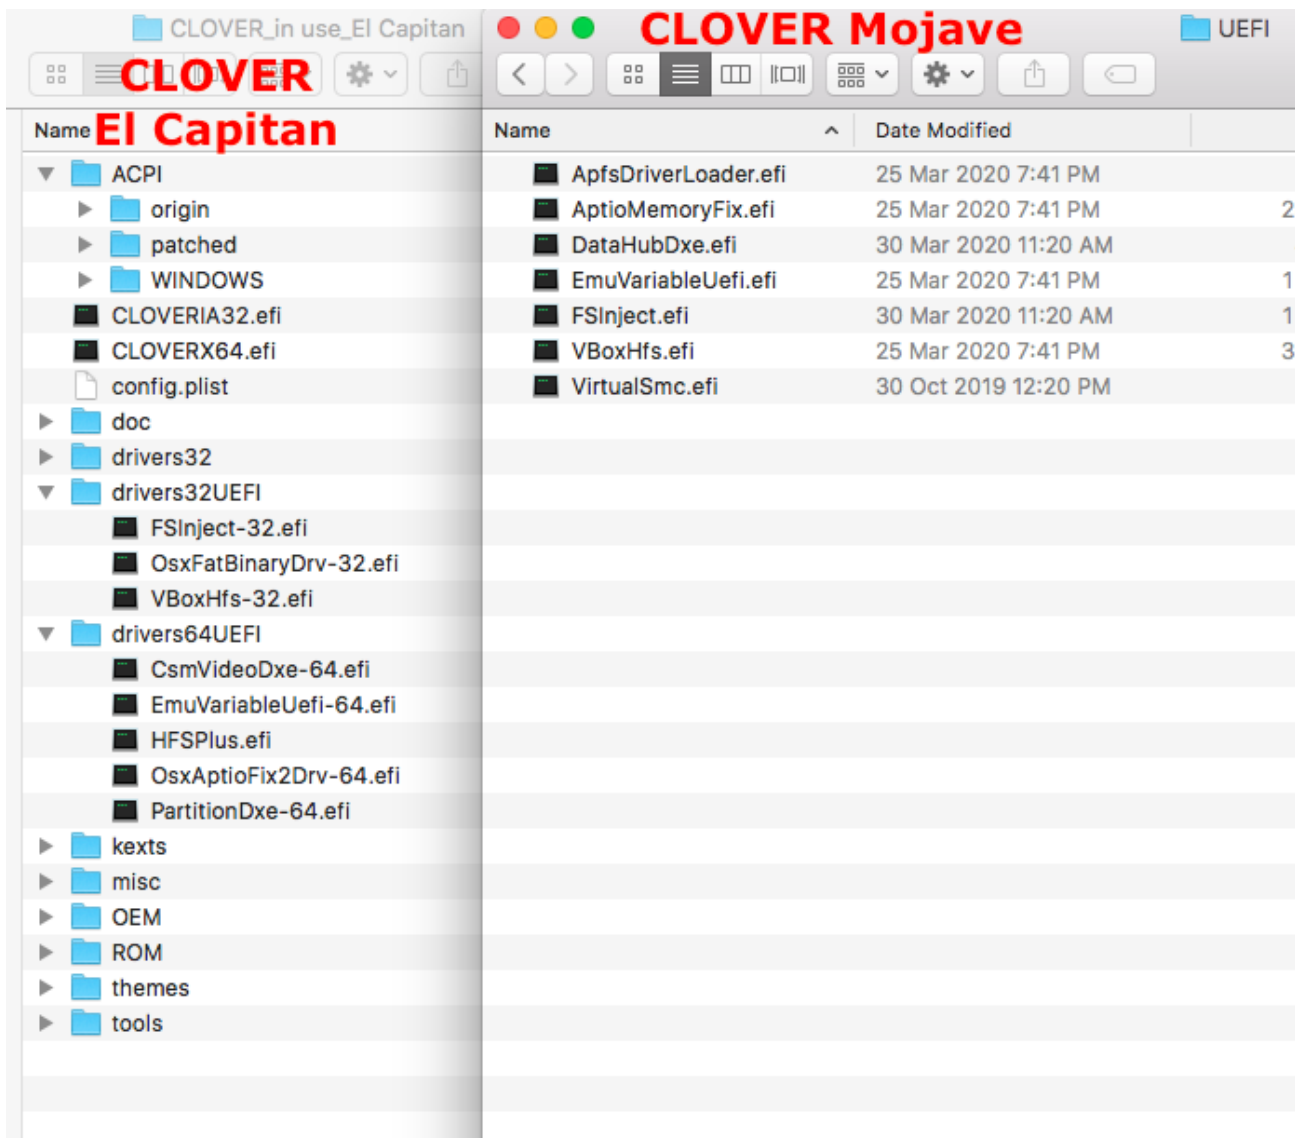 CLOVER_in use_El Capitan
CLOVER
Name
El Capitan
ACPI
origin
patched
WINDOWS
CLOVERIA32.efi
CLOVERX64.efi
config.plist
doc
drivers32
drivers32UEFI
FSInject-32.efi
OsxFatBinaryDrv-32.efi
VBoxHfs-32.efi
drivers64UEFI
CsmVideoDxe-64.efi
EmuVariableUefi-64.efi
HFSPlus.efi
OsxAptioFix2Drv-64.efi
PartitionDxe-64.efi
kexts
misc
OEM
ROM
themes
tools
CLOVER Mojave
UEFI
Name Date Modified
ApfsDriverLoader.efi 25 Mar 2020 7:41 PM
AptioMemoryFix.efi 25 Mar 2020 7:41 PM 2
DataHubDxe.efi 30 Mar 2020 11:20 AM
EmuVariableUefi.efi 25 Mar 2020 7:41 PM 1
FSInject.efi 30 Mar 2020 11:20 AM 1
VBoxHfs.efi 25 Mar 2020 7:41 PM 3
VirtualSmc.efi 30 Oct 2019 12:20 PM